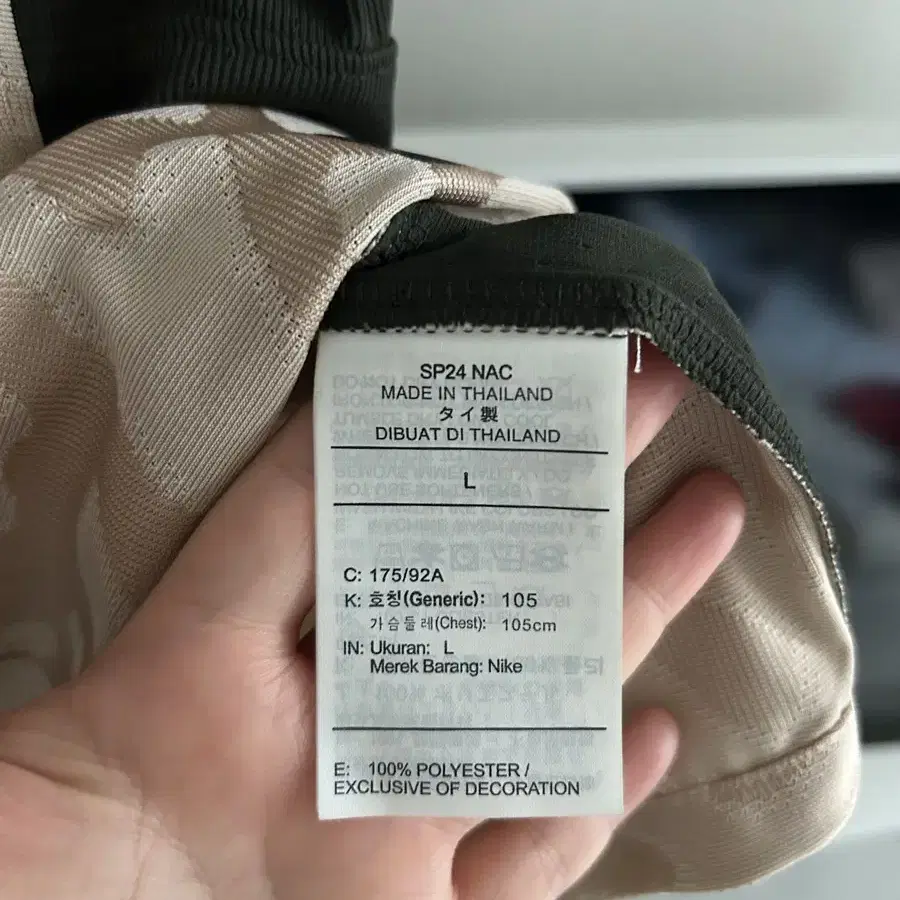 SP24 NAC
MADE IN THAILAND
タイ製
DIBUAT DI THAILAND
L
C: 175/92A
K: 호칭(Generic): 105
가슴둘레(Chest): 105cm
IN: Ukuran: L
Merek Barang: Nike
E: 100% POLYESTER /
EXCLUSIVE OF DECORATION